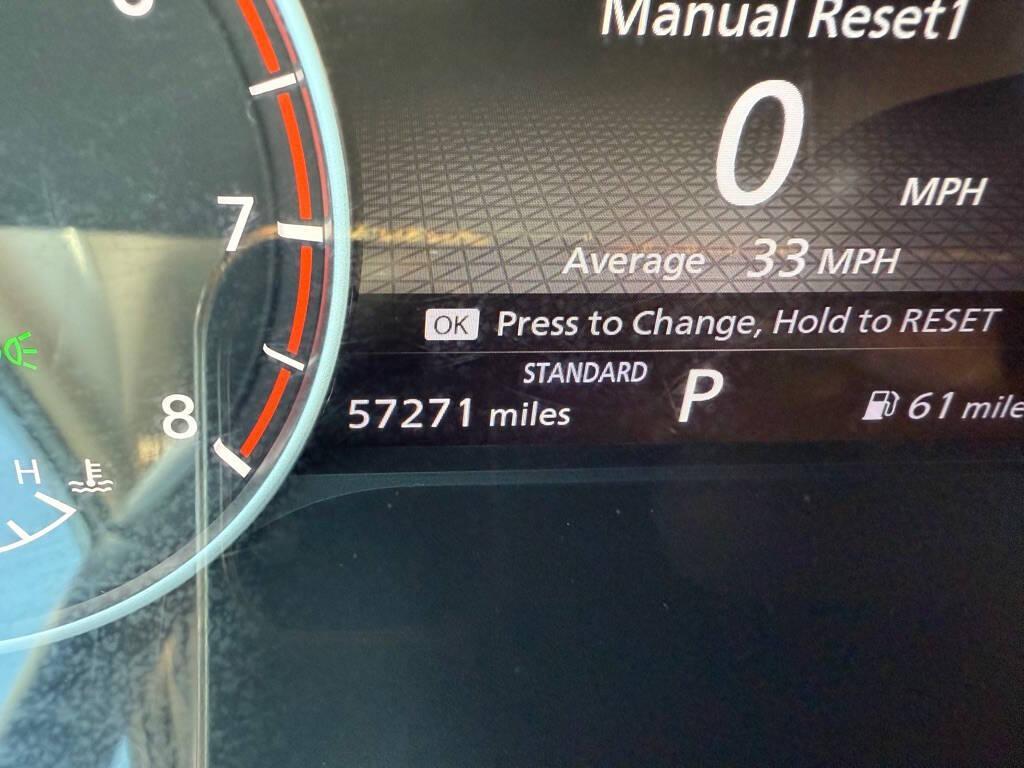 Manual Reset1
0 MPH
7
Average 33 MPH
OK Press to Change, Hold to RESET
STANDARD P
8
57271 miles 61 mile
H